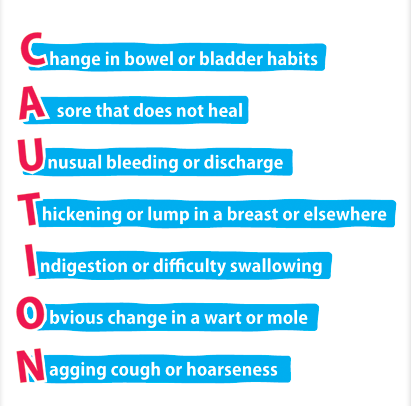 Change in bowel or bladder habits
A sore that does not heal
Unusual bleeding or discharge
Thickening or lump in a breast or elsewhere
Indigestion or difficulty swallowing
Obvious change in a wart or mole
Nagging cough or hoarseness